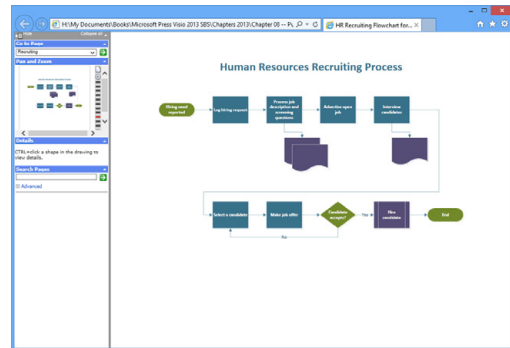 H:\My Documents\Books\Microsoft Press Visio 2013 SBS\Chapters 2013\Chapter 08 --
HR Recruiting Flowchart for...
Hide
Collapse all
Go to Page
Recruiting
Pan and Zoom
Details
CTRL+click a shape in the drawing to
view details.
Search Pages
Advanced
Human Resources Recruiting Process
Hiring need
reported
Log hiring request
Process job
description and
screening
questions
Advertise open
job
Interview
candidates
Select a candidate
Make job offer
Candidate
accepts?
Yes
Hire
candidate
End
No